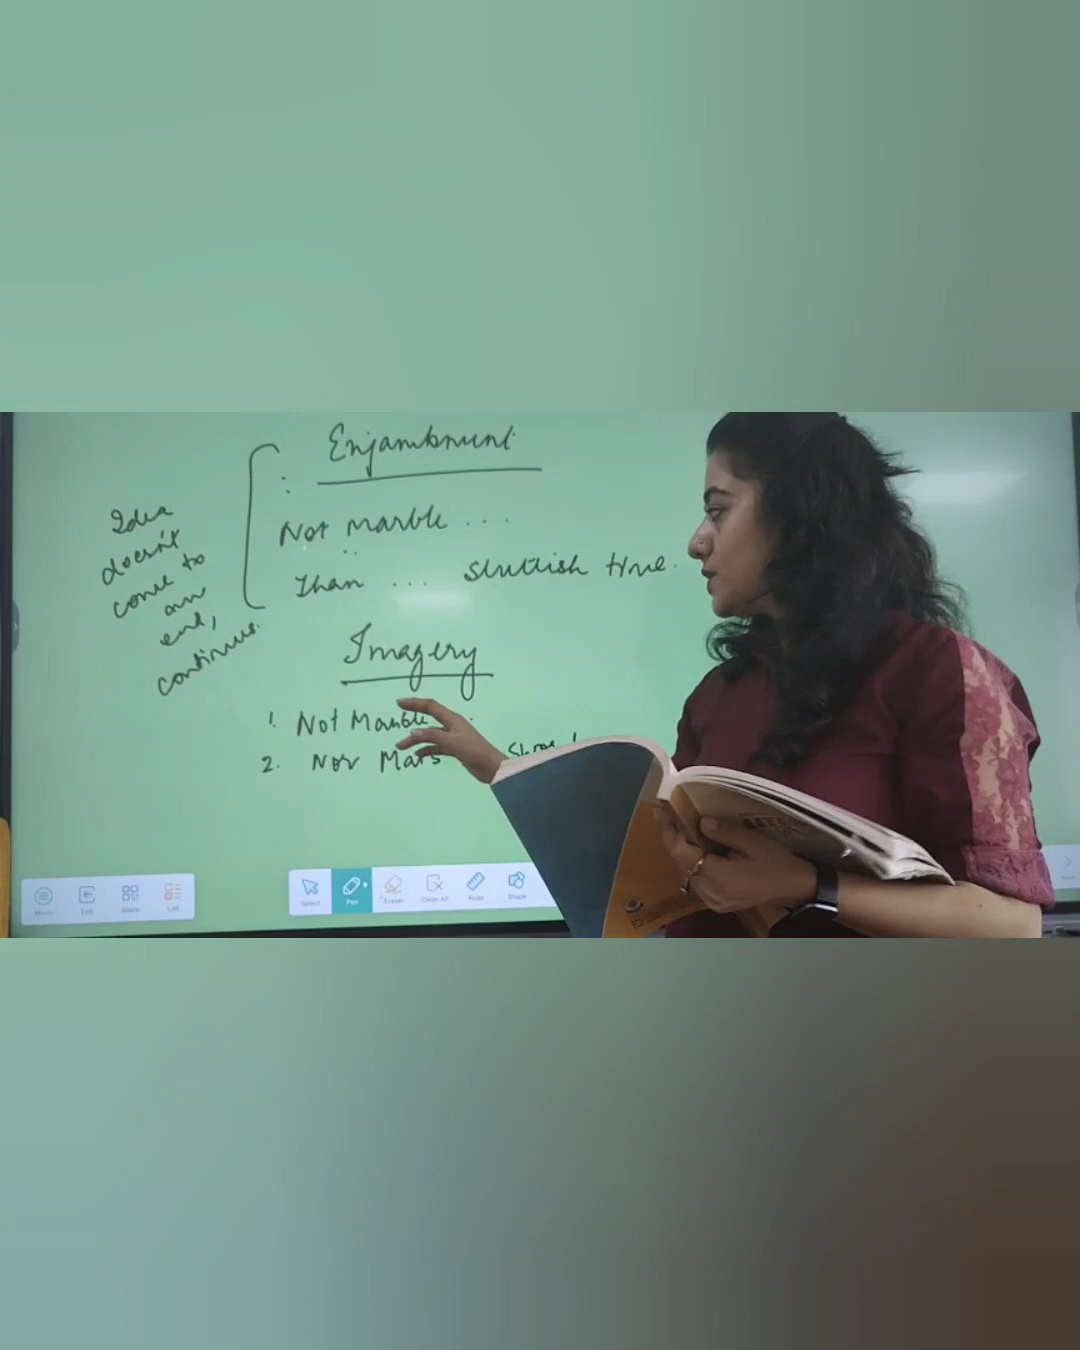 Enjambment
:
Not marble ...
Than ... sluttish time.
Idea
doesn't
come to
an
end,
continues.
Imagery
1. Not Marble
2. Nor Mars
Menu
Exit
Share
List
Select
Pen
Eraser
Clean All
Ruler
Shape